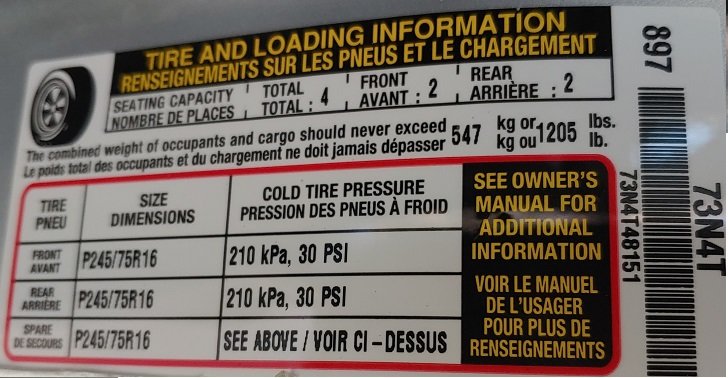 TIRE AND LOADING INFORMATION
RENSEIGNEMENTS SUR LES PNEUS ET LE CHARGEMENT
SEATING CAPACITY TOTAL FRONT REAR
NOMBRE DE PLACES TOTAL : 4 AVANT : 2 ARRIÈRE : 2
The combined weight of occupants and cargo should never exceed 547 kg or 1205 lbs.
Le poids total des occupants et du chargement ne doit jamais dépasser kg ou lb.
TIRE SIZE COLD TIRE PRESSURE
PNEU DIMENSIONS PRESSION DES PNEUS À FROID
FRONT
AVANT P245/75R16 210 kPa, 30 PSI
REAR
ARRIÈRE P245/75R16 210 kPa, 30 PSI
SPARE
DE SECOURS P245/75R16 SEE ABOVE / VOIR CI – DESSUS
SEE OWNER'S
MANUAL FOR
ADDITIONAL
INFORMATION
VOIR LE MANUEL
DE L'USAGER
POUR PLUS DE
RENSEIGNEMENTS
897
73N4T48151
73N4T